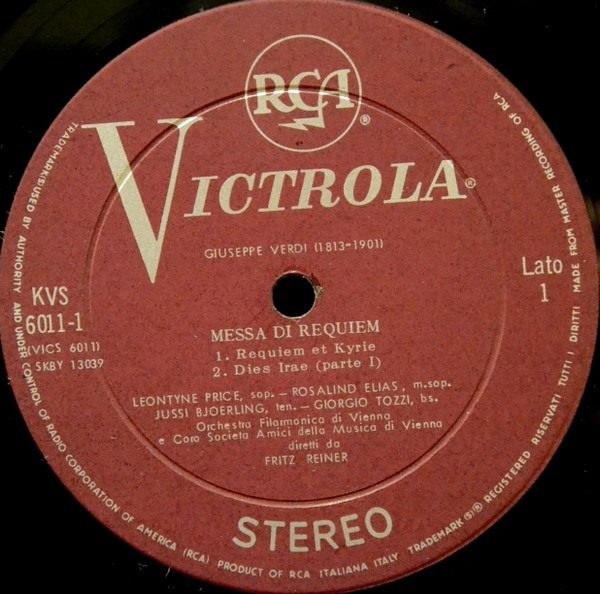 RCA®
VICTROLA®
GIUSEPPE VERDI (1813-1901)
KVS
6011-1
(VICS 6011)
SKBY 13039
Lato
1
MESSA DI REQUIEM
1. Requiem et Kyrie
2. Dies Irae (parte I)
LEONTYNE PRICE, sop. – ROSALIND ELIAS, m.sop.
JUSSI BJOERLING, ten. – GIORGIO TOZZI, bs.
Orchestra Filarmonica di Vienna
e Coro Società Amici della Musica di Vienna
diretti da
FRITZ REINER
STEREO
TRADEMARK(S)® USED BY AUTHORITY AND UNDER CONTROL OF RADIO CORPORATION OF AMERICA (RCA) PRODUCT OF RCA ITALIANA ITALY TRADEMARK(S)® REGISTERED RISERVATI TUTTI I DIRITTI MADE FROM MASTER RECORDING OF RCA